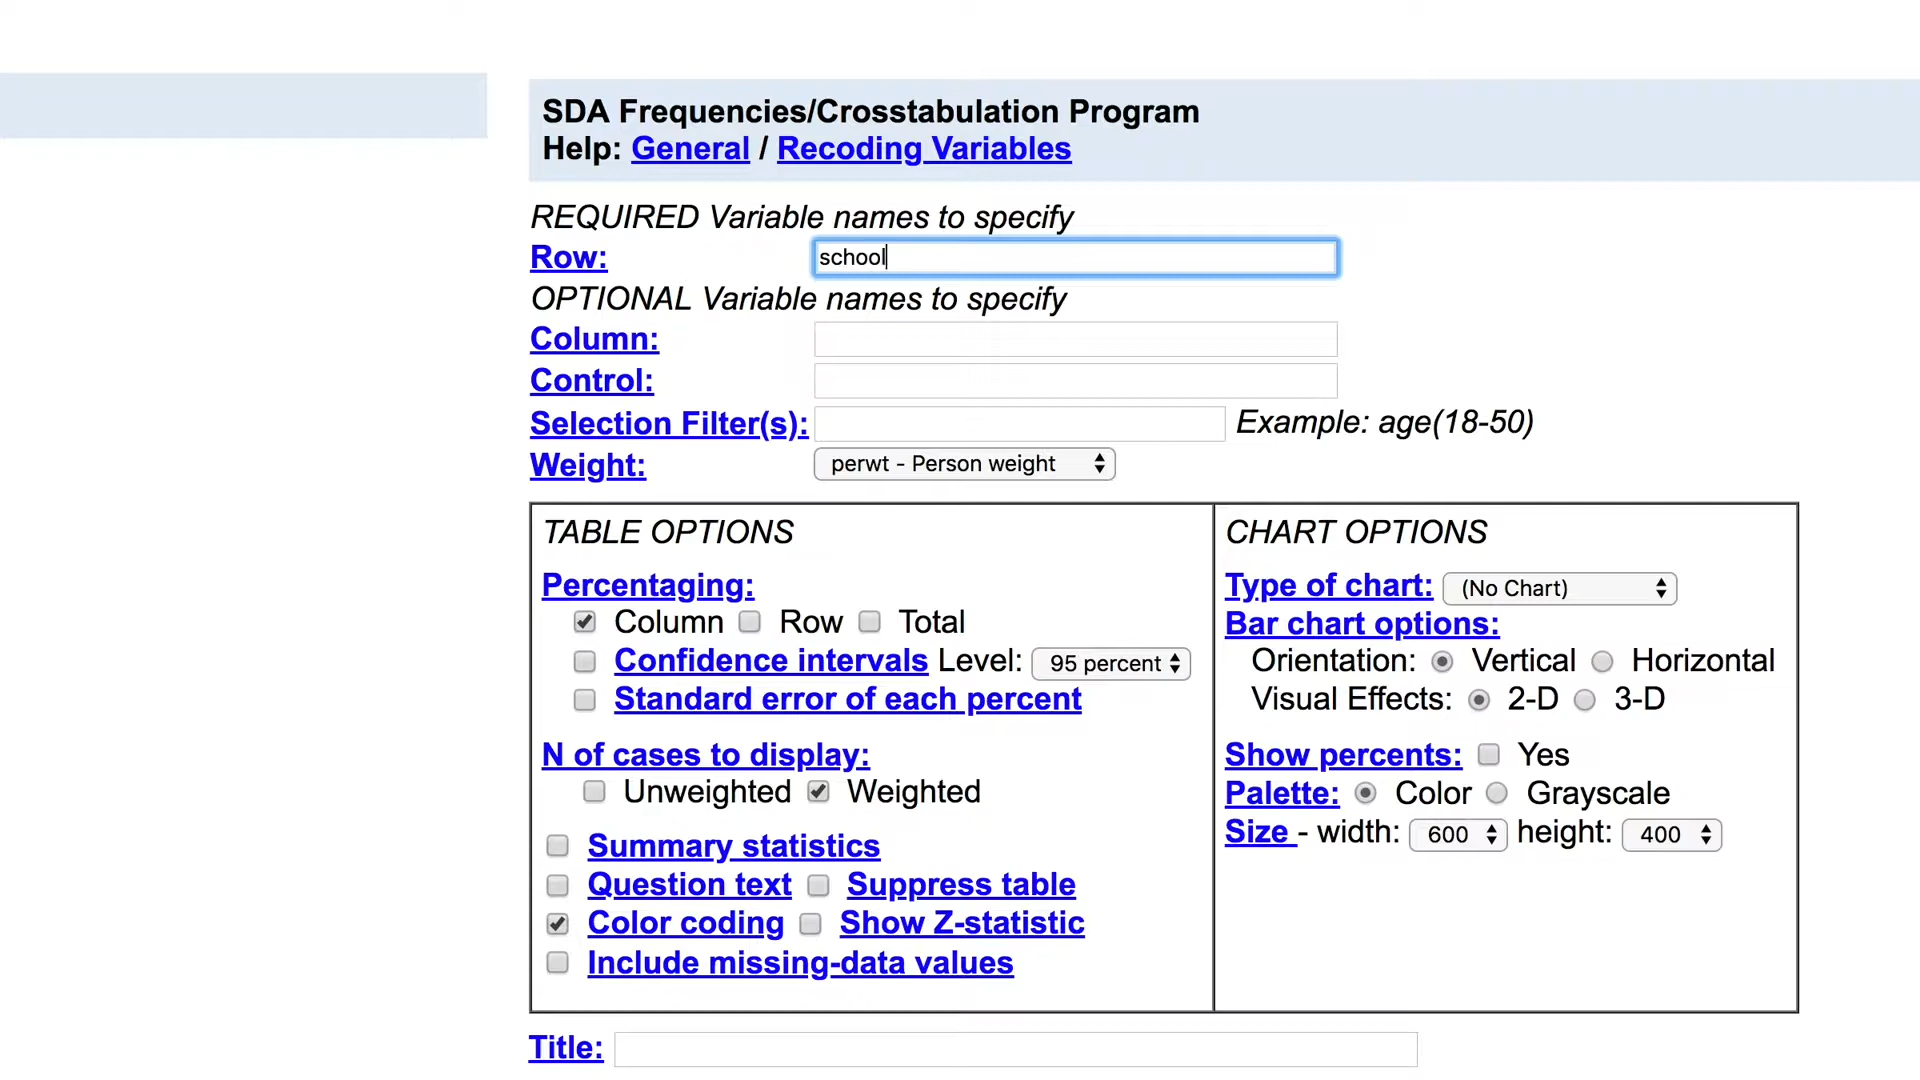 SDA Frequencies/Crosstabulation Program
Help: General / Recoding Variables
REQUIRED Variable names to specify
Row: school
OPTIONAL Variable names to specify
Column:
Control:
Selection Filter(s): Example: age(18-50)
Weight: perwt - Person weight
TABLE OPTIONS
Percentaging:
Column Row Total
Confidence intervals Level: 95 percent
Standard error of each percent
N of cases to display:
Unweighted Weighted
Summary statistics
Question text Suppress table
Color coding Show Z-statistic
Include missing-data values
CHART OPTIONS
Type of chart: (No Chart)
Bar chart options:
Orientation: Vertical Horizontal
Visual Effects: 2-D 3-D
Show percents: Yes
Palette: Color Grayscale
Size - width: 600 height: 400
Title: